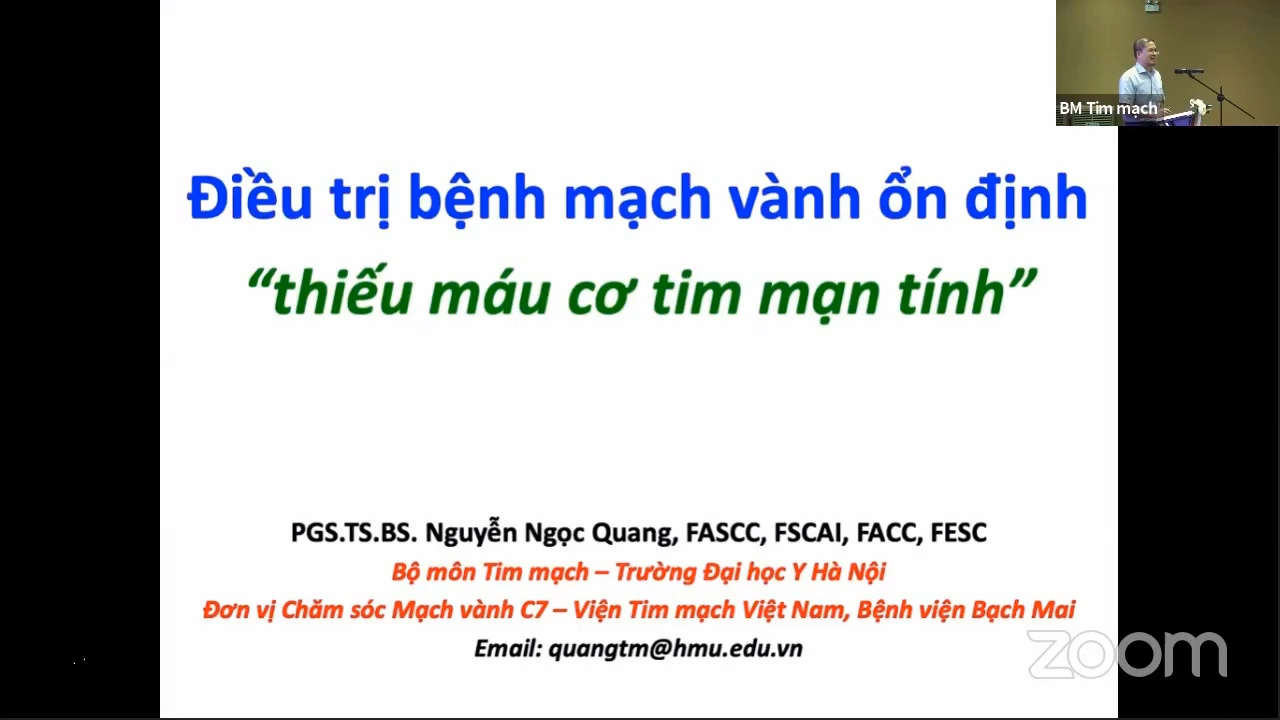 BM Tim mạch
Điều trị bệnh mạch vành ổn định
“thiếu máu cơ tim mạn tính”
PGS.TS.BS. Nguyễn Ngọc Quang, FASCC, FSCAI, FACC, FESC
Bộ môn Tim mạch – Trường Đại học Y Hà Nội
Đơn vị Chăm sóc Mạch vành C7 – Viện Tim mạch Việt Nam, Bệnh viện Bạch Mai
Email: quangtm@hmu.edu.vn
zoom